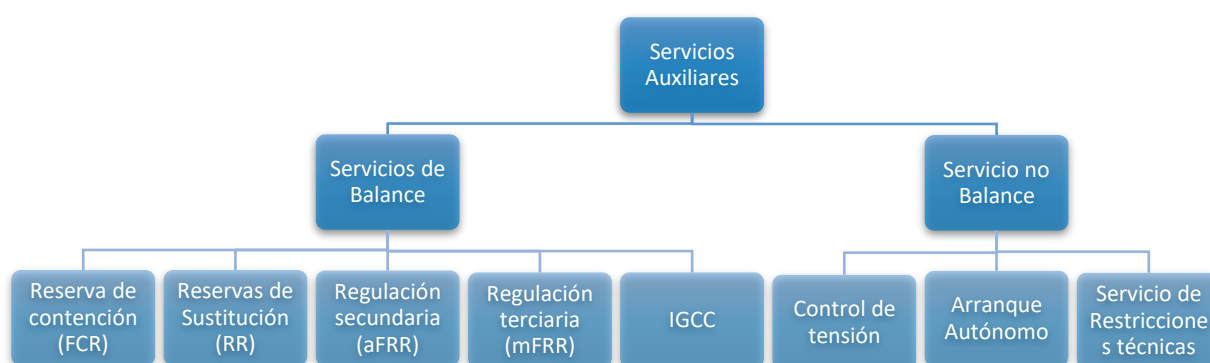 Servicios
Auxiliares
Servicios de
Balance
Servicio no
Balance
Reserva de
contención
(FCR)
Reservas de
Sustitución
(RR)
Regulación
secundaria
(aFRR)
Regulación
terciaria
(mFRR)
IGCC
Control de
tensión
Arranque
Autónomo
Servicio de
Restriccione
s técnicas